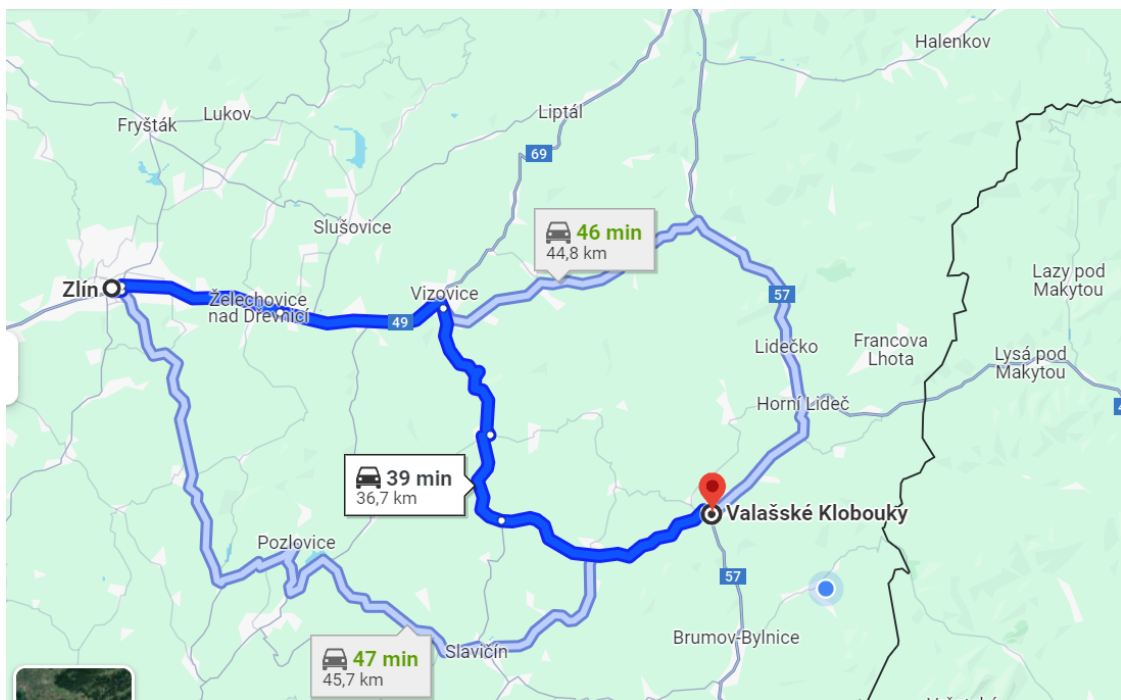 Halenkov
Lukov
Liptál
Fryšták
69
Slušovice
46 min
44,8 km
Lazy pod
Makytou
Zlín
Želechovice
nad Dřevnicí
Vizovice
57
49
Lidečko
Francova
Lhota
Lysá pod
Makytou
Horní Lideč
39 min
36,7 km
Valašské Klobouky
Pozlovice
57
Brumov-Bylnice
Slavičín
47 min
45,7 km